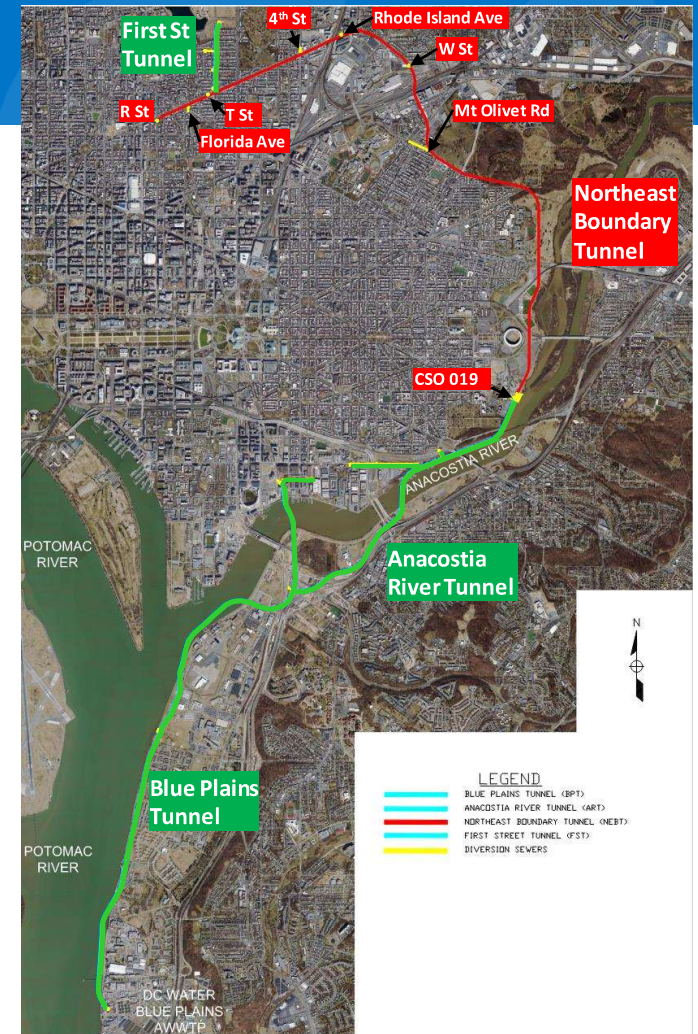 First St
Tunnel
4th St
Rhode Island Ave
W St
R St
T St
Florida Ave
Mt Olivet Rd
Northeast
Boundary
Tunnel
CSO 019
ANACOSTIA RIVER
POTOMAC
RIVER
Anacostia
River Tunnel
N
Blue Plains
Tunnel
LEGEND
BLUE PLAINS TUNNEL (BPT)
ANACOSTIA RIVER TUNNEL (ART)
NORTHEAST BOUNDARY TUNNEL (NEBT)
FIRST STREET TUNNEL (FST)
DIVERSION SEWERS
POTOMAC
RIVER
DC WATER
BLUE PLAINS
AWWTP